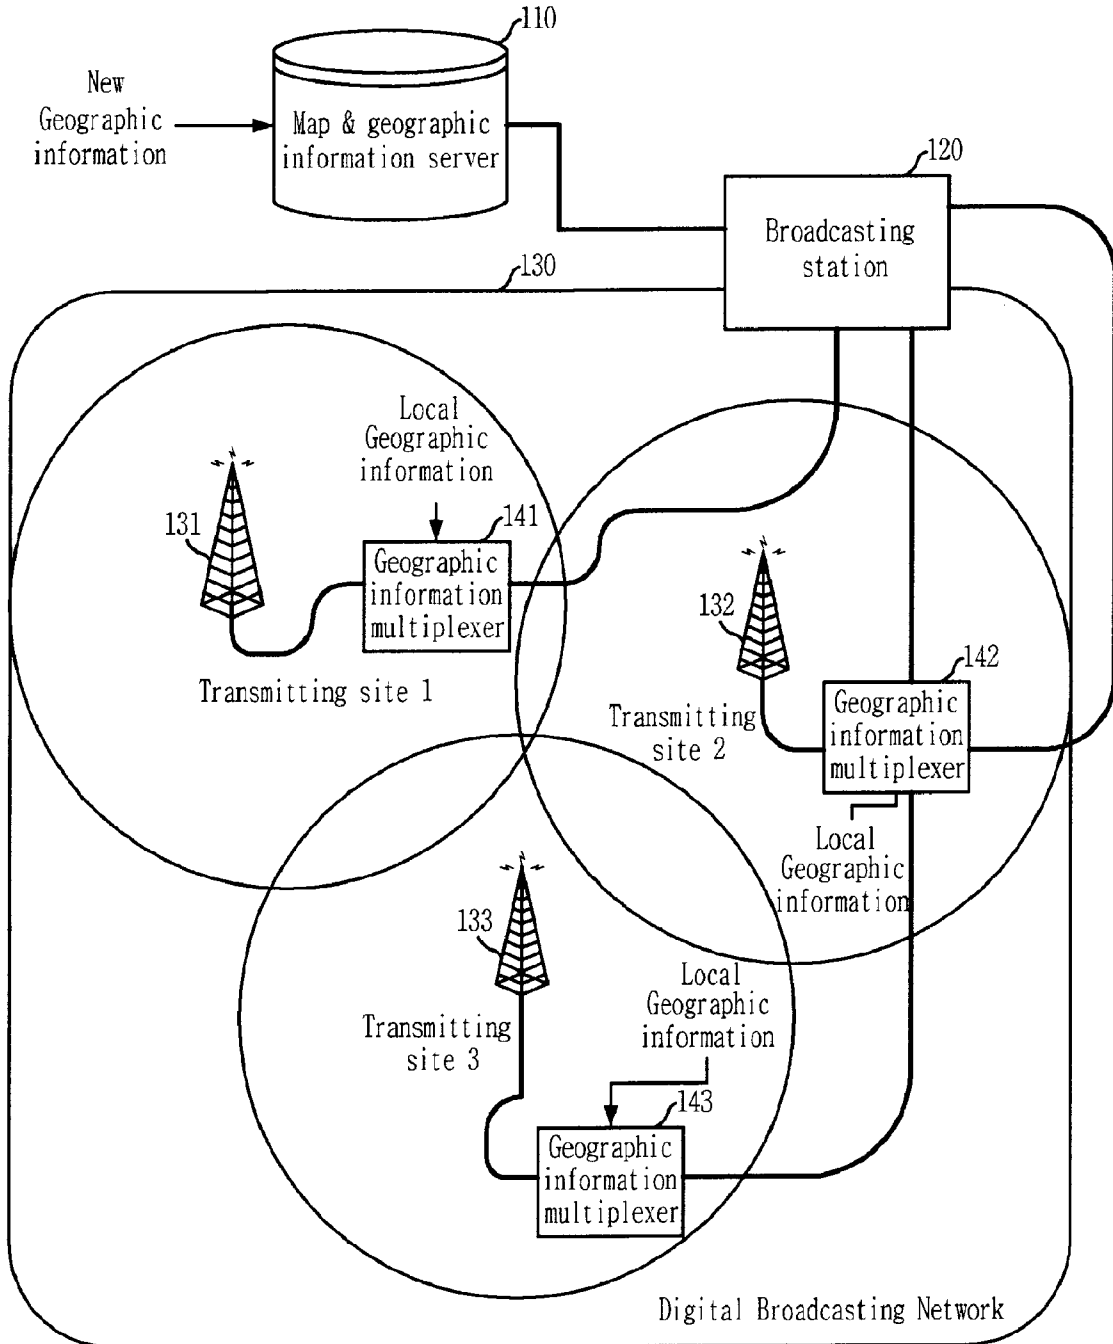 110
New
Geographic
information
Map & geographic
information server
120
Broadcasting
station
130
Local
Geographic
information
131
141
Geographic
information
multiplexer
Transmitting site 1
132
142
Geographic
information
multiplexer
Transmitting
site 2
Local
Geographic
information
133
Local
Geographic
information
Transmitting
site 3
143
Geographic
information
multiplexer
Digital Broadcasting Network